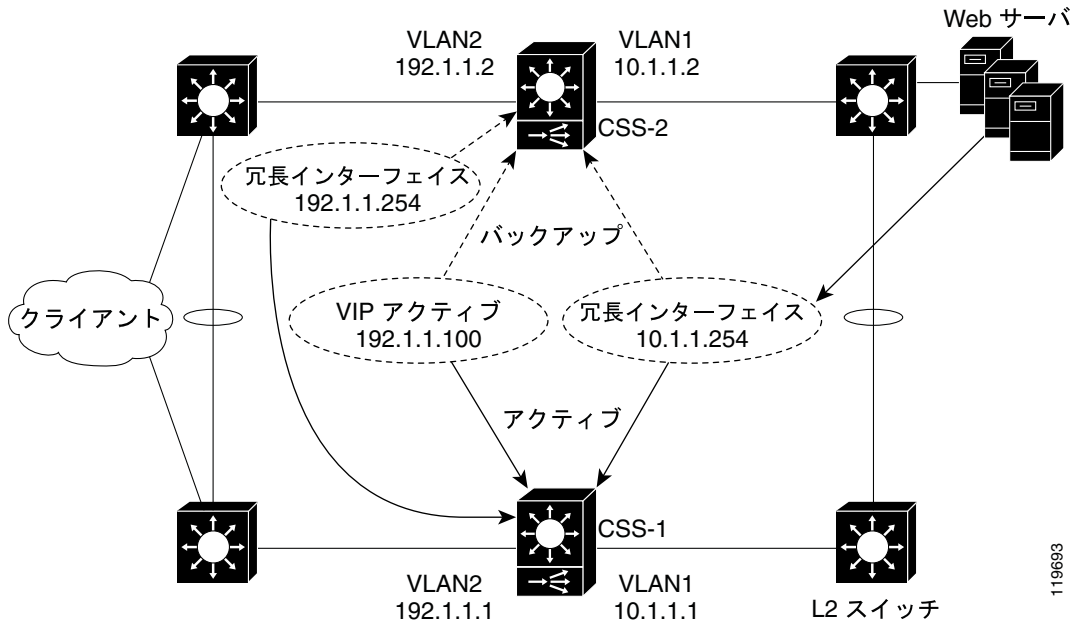 Web サーバ
VLAN2
192.1.1.2
VLAN1
10.1.1.2
CSS-2
冗長インターフェイス
192.1.1.254
バックアップ
クライアント
VIP アクティブ
192.1.1.100
冗長インターフェイス
10.1.1.254
アクティブ
CSS-1
VLAN2
192.1.1.1
VLAN1
10.1.1.1
L2 スイッチ
119693